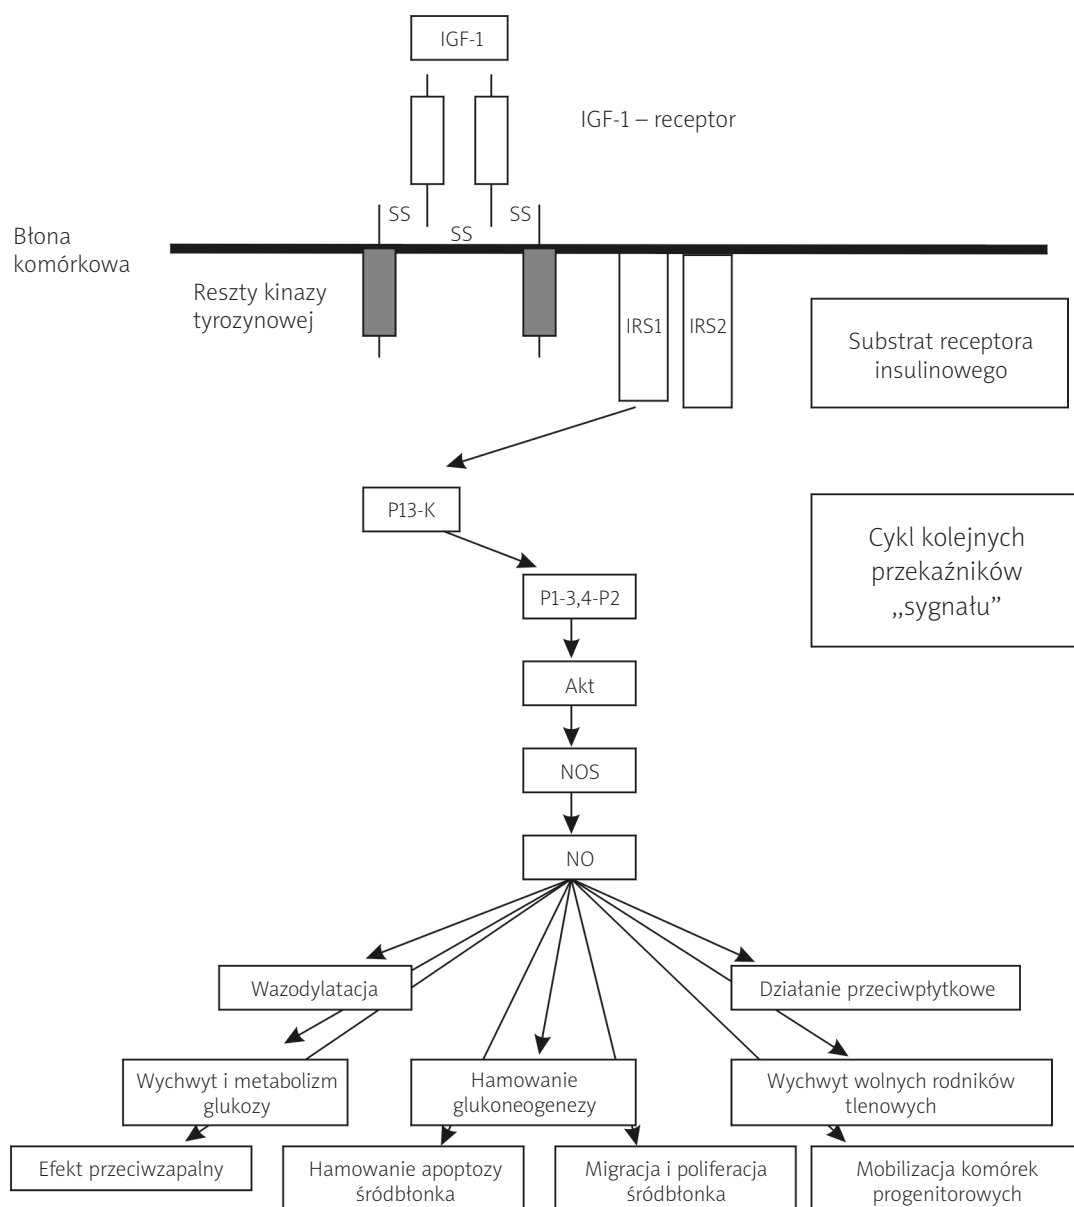 IGF-1
IGF-1 – receptor
SS
SS
SS
Błona
komórkowa
Reszty kinazy
tyrozynowej
IRS1
IRS2
Substrat receptora
insulinowego
P13-K
Cykl kolejnych
przekaźników
,,sygnału”
P1-3,4-P2
Akt
NOS
NO
Wazodylatacja
Działanie przeciwpłytkowe
Wychwyt i metabolizm
glukozy
Hamowanie
glukoneogenezy
Wychwyt wolnych rodników
tlenowych
Efekt przeciwzapalny
Hamowanie apoptozy
śródbłonka
Migracja i poliferacja
śródbłonka
Mobilizacja komórek
progenitorowych